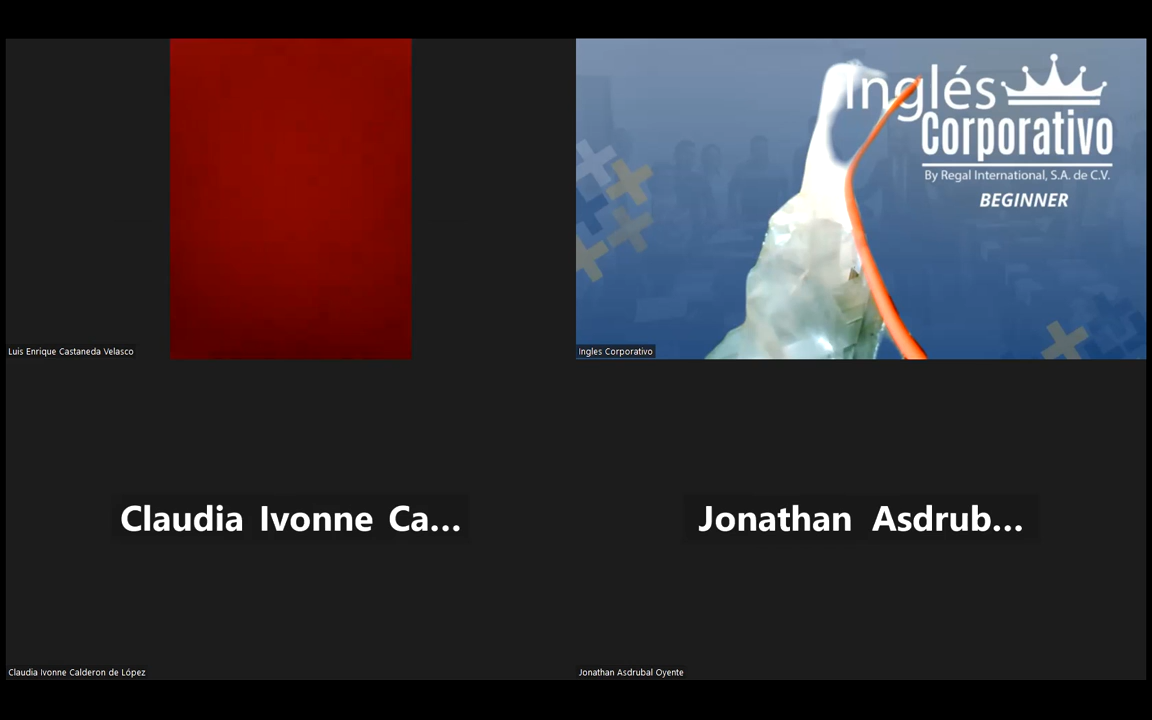 Inglés
Corporativo
By Regal International, S.A. de C.V.
BEGINNER
Luis Enrique Castaneda Velasco
Ingles Corporativo
Claudia Ivonne Ca...
Jonathan Asdrub...
Claudia Ivonne Calderon de López
Jonathan Asdrubal Oyente